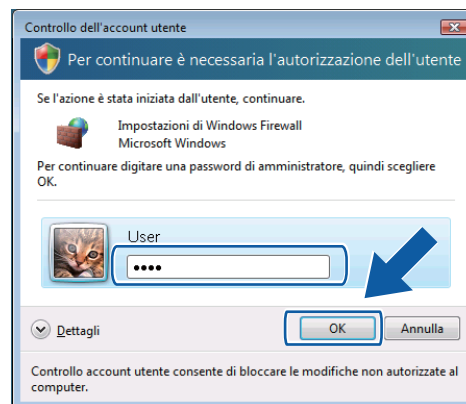 Controllo dell'account utente
Per continuare è necessaria l'autorizzazione dell'utente
Se l'azione è stata iniziata dall'utente, continuare.
Impostazioni di Windows Firewall
Microsoft Windows
Per continuare digitare una password di amministratore, quindi scegliere
OK.
User
••••
Dettagli
OK
Annulla
Controllo account utente consente di bloccare le modifiche non autorizzate al
computer.